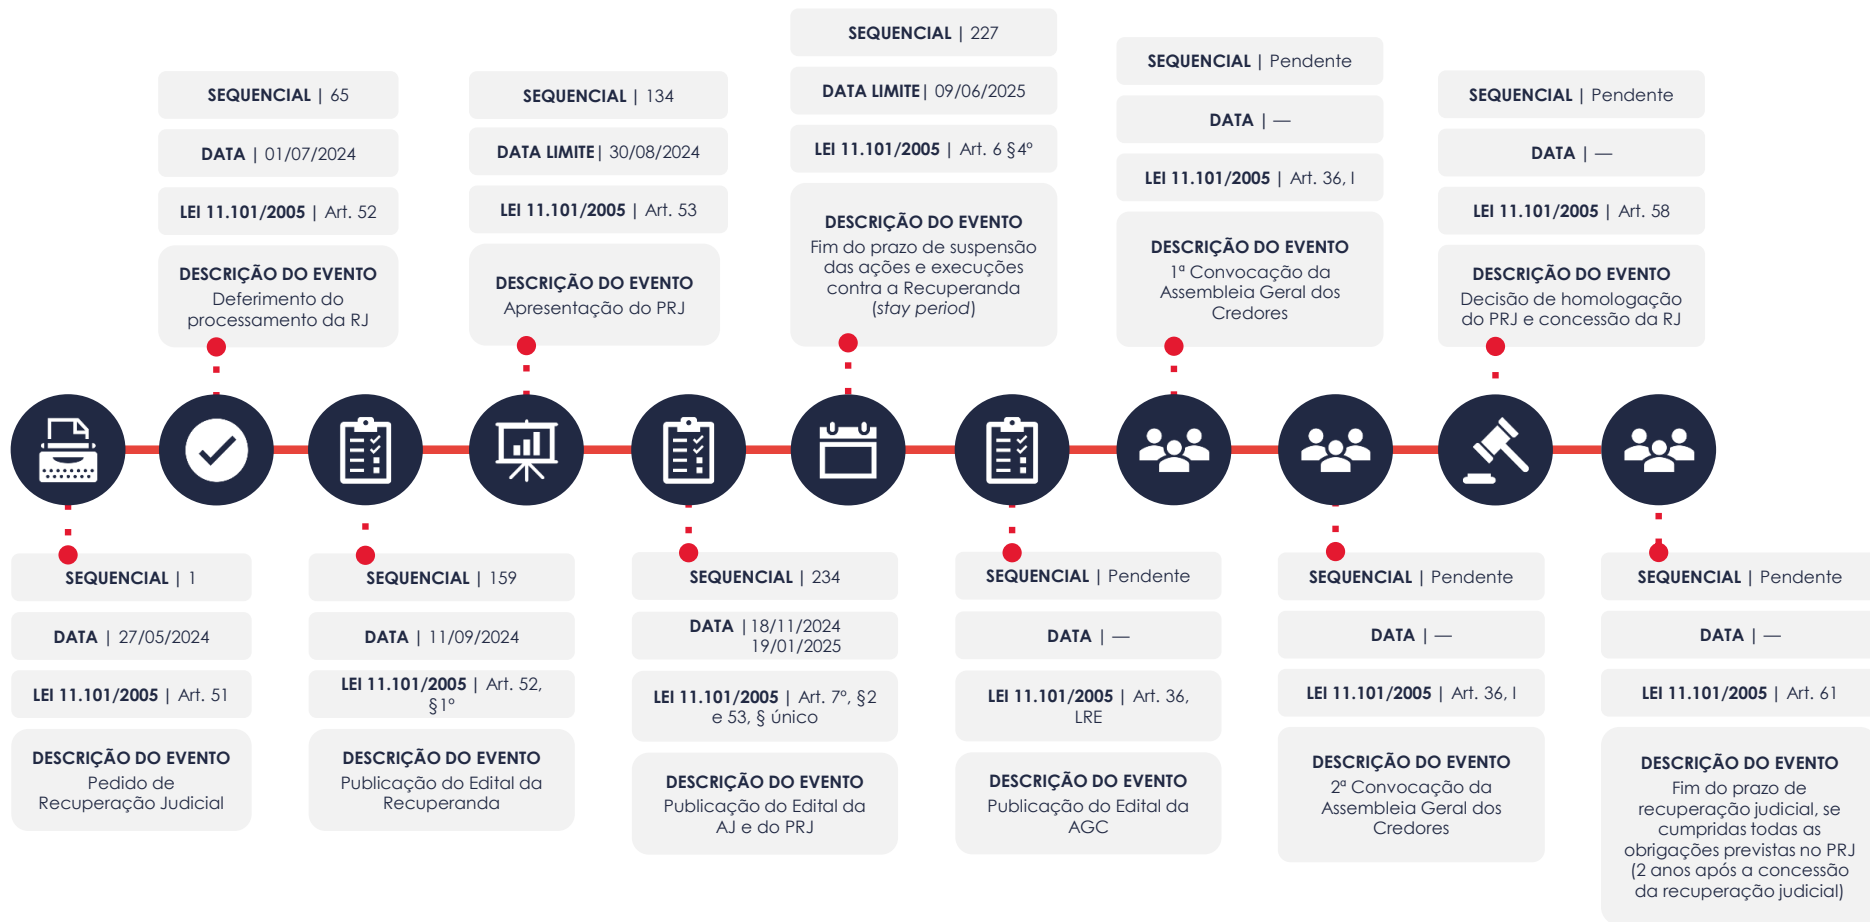 SEQUENCIAL | 65
DATA | 01/07/2024
LEI 11.101/2005 | Art. 52
DESCRIÇÃO DO EVENTO
Deferimento do
processamento da RJ
SEQUENCIAL | 134
DATA LIMITE| 30/08/2024
LEI 11.101/2005 | Art. 53
DESCRIÇÃO DO EVENTO
Apresentação do PRJ
SEQUENCIAL | 227
DATA LIMITE| 09/06/2025
LEI 11.101/2005 | Art. 6 §4º
DESCRIÇÃO DO EVENTO
Fim do prazo de suspensão
das ações e execuções
contra a Recuperanda
(stay period)
SEQUENCIAL | Pendente
DATA | —
LEI 11.101/2005 | Art. 36, I
DESCRIÇÃO DO EVENTO
1ª Convocação da
Assembleia Geral dos
Credores
SEQUENCIAL | Pendente
DATA | —
LEI 11.101/2005 | Art. 58
DESCRIÇÃO DO EVENTO
Decisão de homologação
do PRJ e concessão da RJ
SEQUENCIAL | 1
DATA | 27/05/2024
LEI 11.101/2005 | Art. 51
DESCRIÇÃO DO EVENTO
Pedido de
Recuperação Judicial
SEQUENCIAL | 159
DATA | 11/09/2024
LEI 11.101/2005 | Art. 52,
§1º
DESCRIÇÃO DO EVENTO
Publicação do Edital da
Recuperanda
SEQUENCIAL | 234
DATA |18/11/2024
19/01/2025
LEI 11.101/2005 | Art. 7º, §2
e 53, § único
DESCRIÇÃO DO EVENTO
Publicação do Edital da
AJ e do PRJ
SEQUENCIAL | Pendente
DATA | —
LEI 11.101/2005 | Art. 36,
LRE
DESCRIÇÃO DO EVENTO
Publicação do Edital da
AGC
SEQUENCIAL | Pendente
DATA | —
LEI 11.101/2005 | Art. 36, I
DESCRIÇÃO DO EVENTO
2ª Convocação da
Assembleia Geral dos
Credores
SEQUENCIAL | Pendente
DATA | —
LEI 11.101/2005 | Art. 61
DESCRIÇÃO DO EVENTO
Fim do prazo de
recuperação judicial, se
cumpridas todas as
obrigações previstas no PRJ
(2 anos após a concessão
da recuperação judicial)